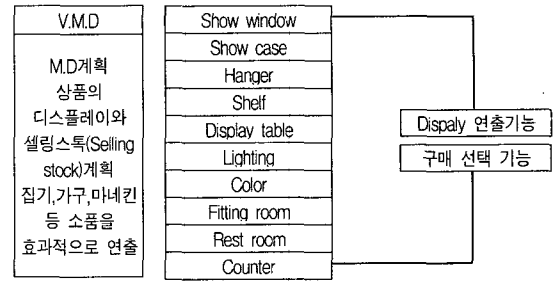 V.M.D
M.D계획
상품의
디스플레이와
셀링스톡(Selling
stock)계획
집기,가구,마네킨
등 소품을
효과적으로 연출
Show window
Show case
Hanger
Shelf
Display table
Lighting
Color
Fitting room
Rest room
Counter
Dispaly 연출기능
구매 선택 기능